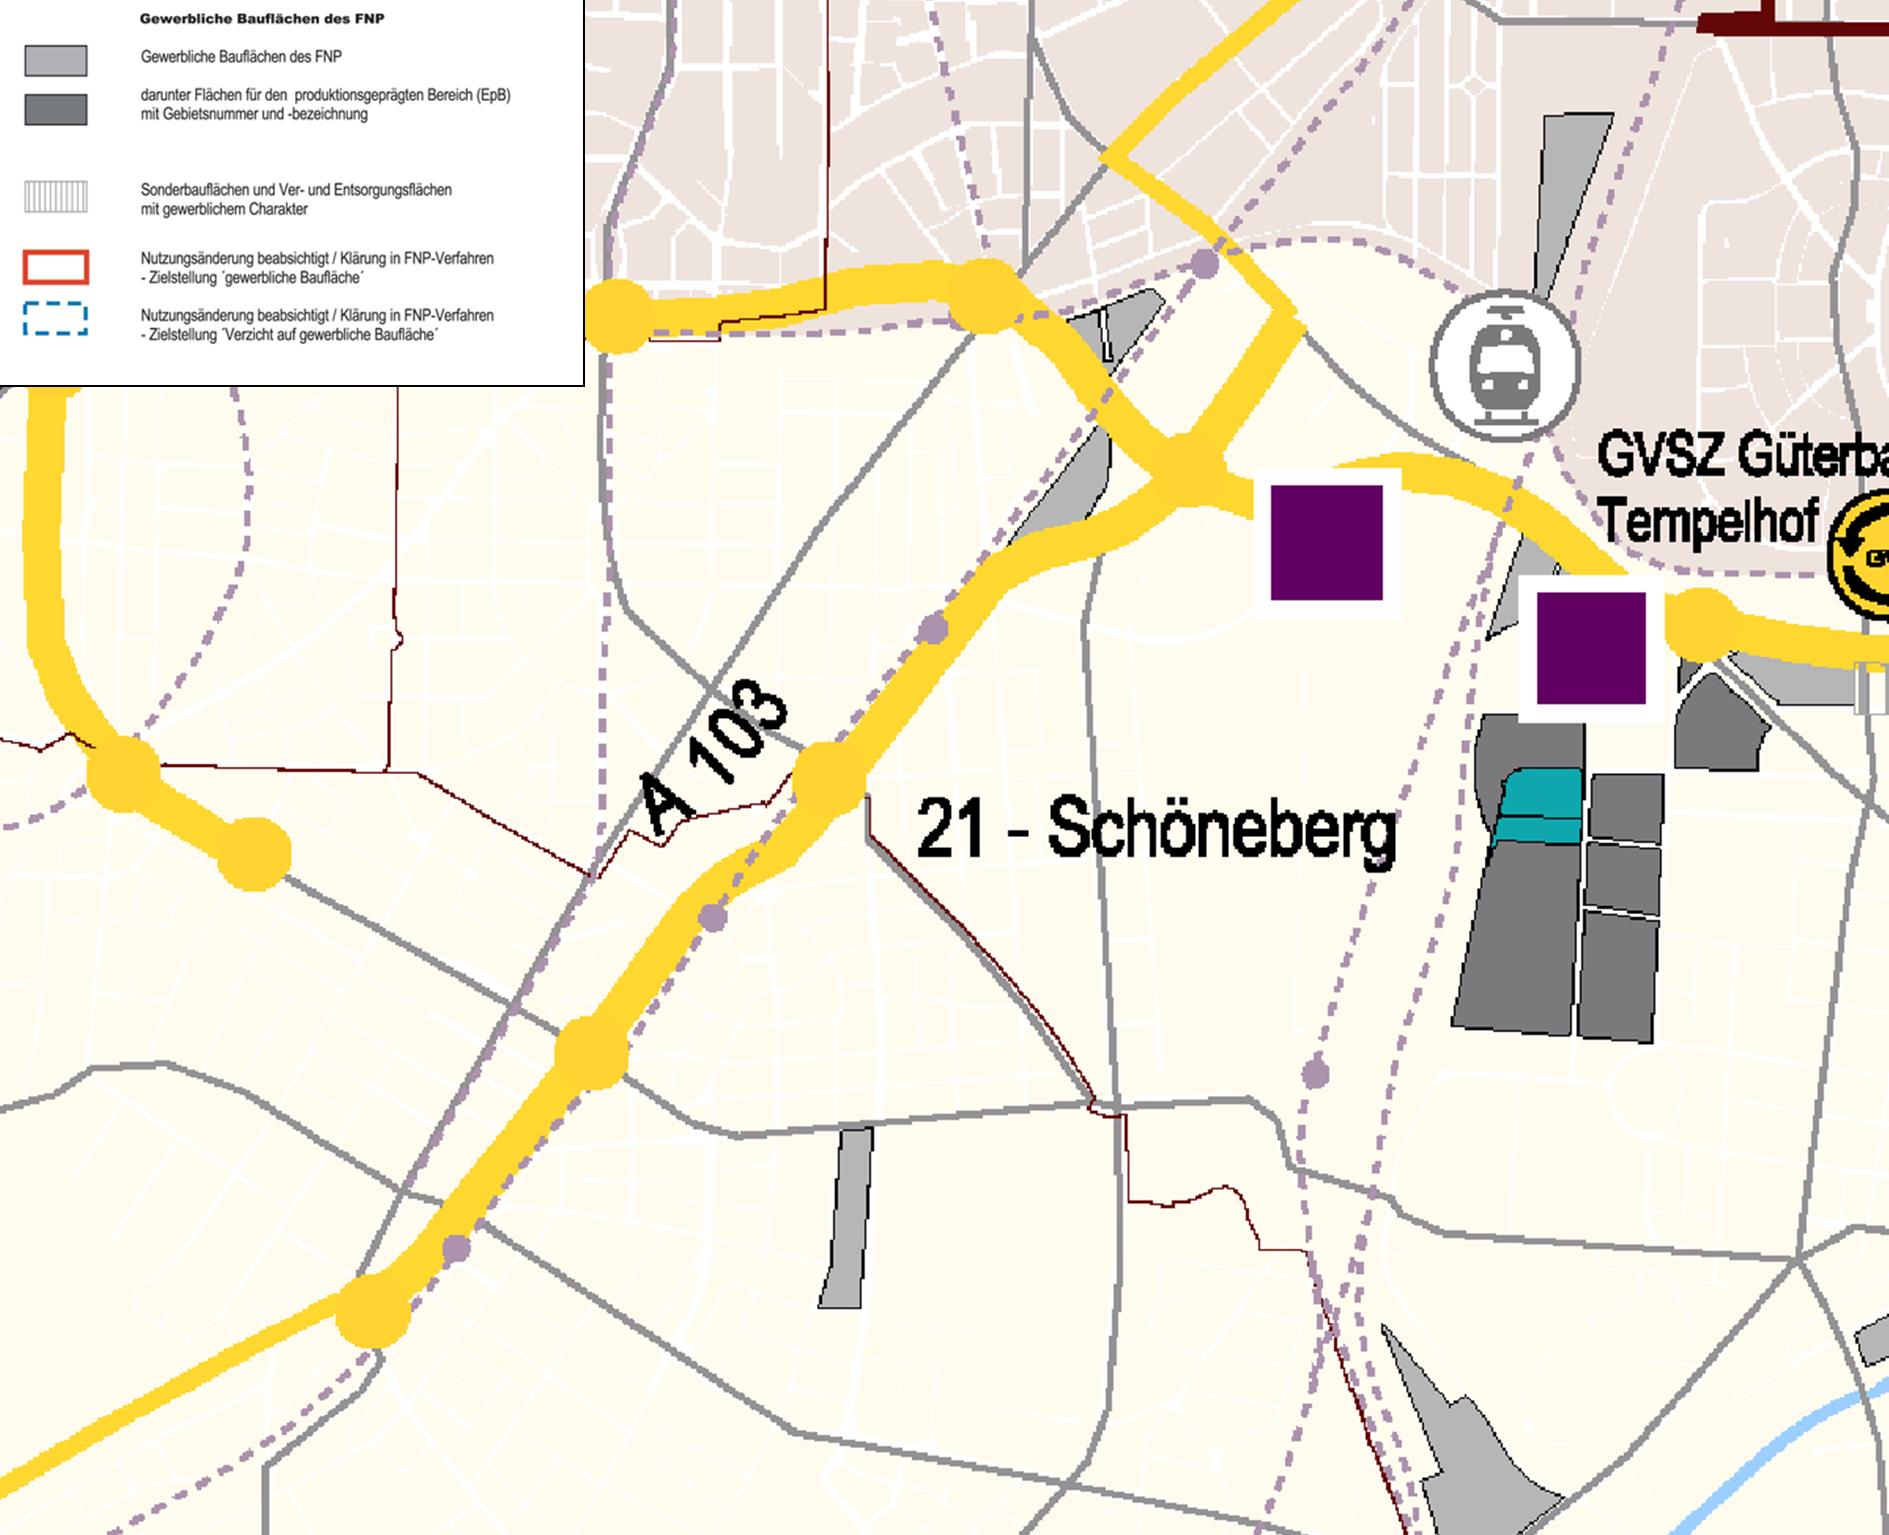 Gewerbliche Bauflächen des FNP
Gewerbliche Bauflächen des FNP
darunter Flächen für den produktionsgeprägten Bereich (EpB)
mit Gebietsnummer und -bezeichnung
Sonderbauflächen und Ver- und Entsorgungsflächen
mit gewerblichem Charakter
Nutzungsänderung beabsichtigt / Klärung in FNP-Verfahren
- Zielstellung ´gewerbliche Baufläche´
Nutzungsänderung beabsichtigt / Klärung in FNP-Verfahren
- Zielstellung ´Verzicht auf gewerbliche Baufläche´
GVSZ Güterba
Tempelhof
A 103
21 - Schöneberg